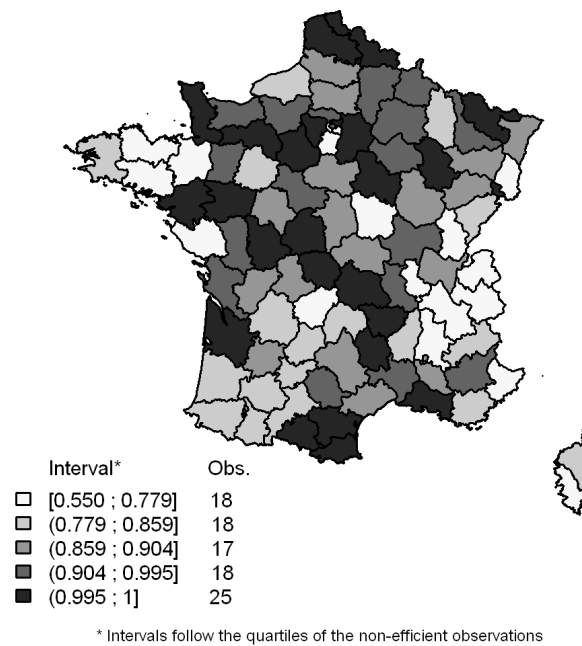 Interval* Obs.
[0.550 ; 0.779] 18
(0.779 ; 0.859] 18
(0.859 ; 0.904] 17
(0.904 ; 0.995] 18
(0.995 ; 1] 25
* Intervals follow the quartiles of the non-efficient observations